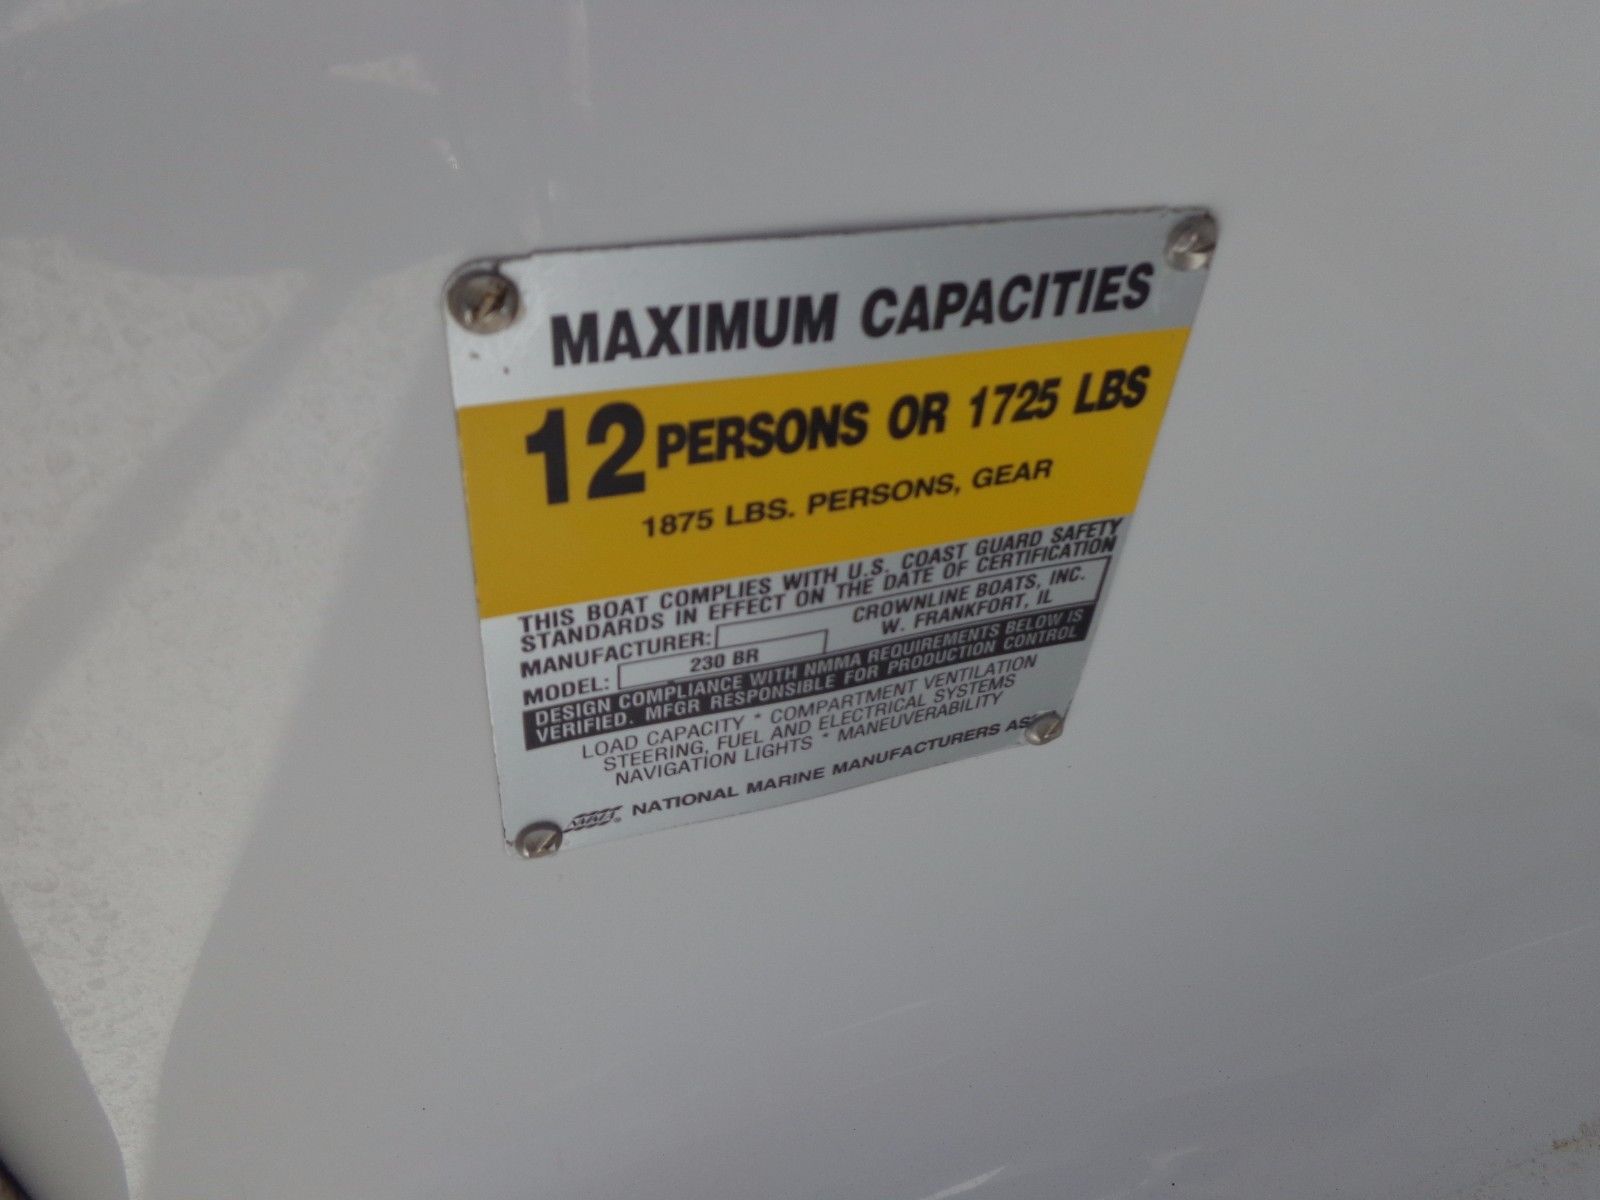 MAXIMUM CAPACITIES
12 PERSONS OR 1725 LBS
1875 LBS. PERSONS, GEAR
THIS BOAT COMPLIES WITH U.S. COAST GUARD SAFETY
STANDARDS IN EFFECT ON THE DATE OF CERTIFICATION
MANUFACTURER: CROWNLINE BOATS, INC.
W. FRANKFORT, IL
MODEL: 230 BR
DESIGN COMPLIANCE WITH NMMA REQUIREMENTS BELOW IS
VERIFIED. MFGR RESPONSIBLE FOR PRODUCTION CONTROL
LOAD CAPACITY * COMPARTMENT VENTILATION
STEERING, FUEL AND ELECTRICAL SYSTEMS
NAVIGATION LIGHTS * MANEUVERABILITY
NMMA® NATIONAL MARINE MANUFACTURERS